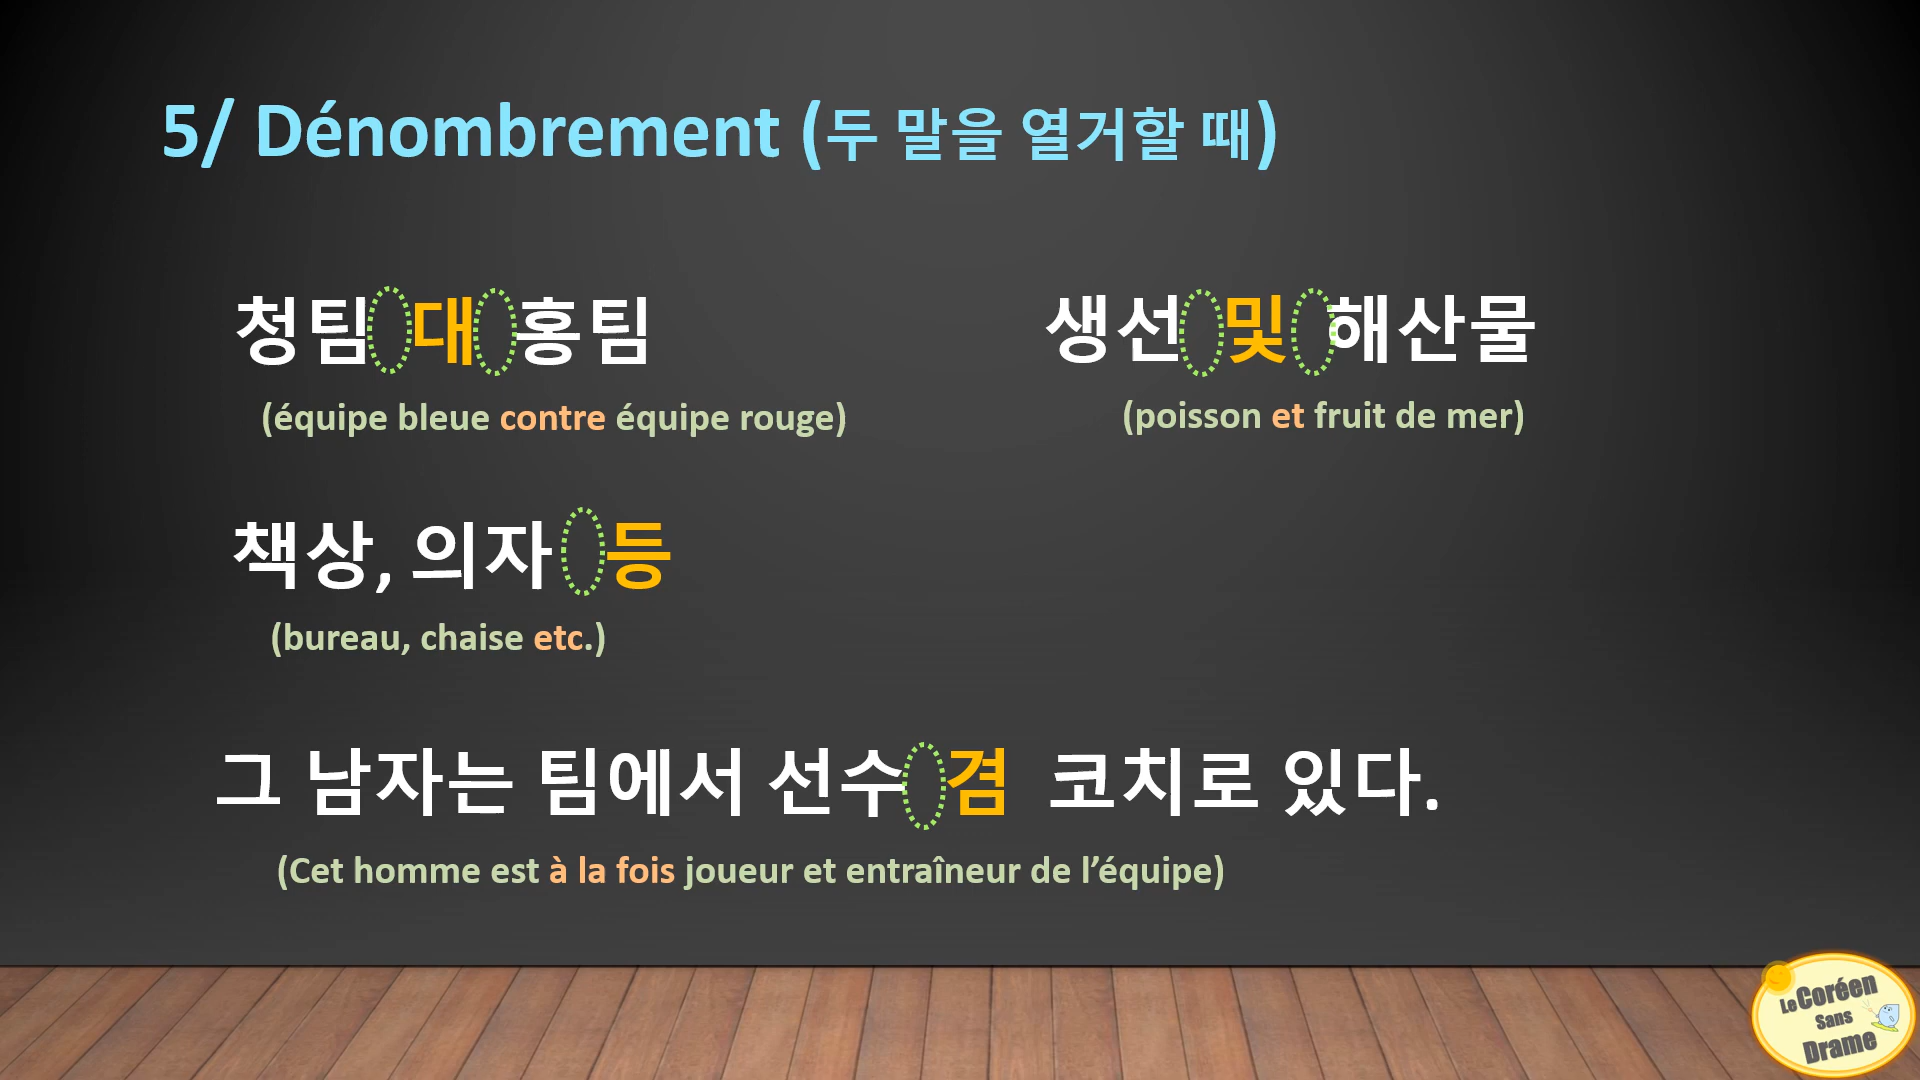 5/ Dénombrement (두 말을 열거할 때)
청팀 대 홍팀
(équipe bleue contre équipe rouge)
생선 및 해산물
(poisson et fruit de mer)
책상, 의자 등
(bureau, chaise etc.)
그 남자는 팀에서 선수 겸 코치로 있다.
(Cet homme est à la fois joueur et entraîneur de l’équipe)
Le Coréen
Sans
Drame